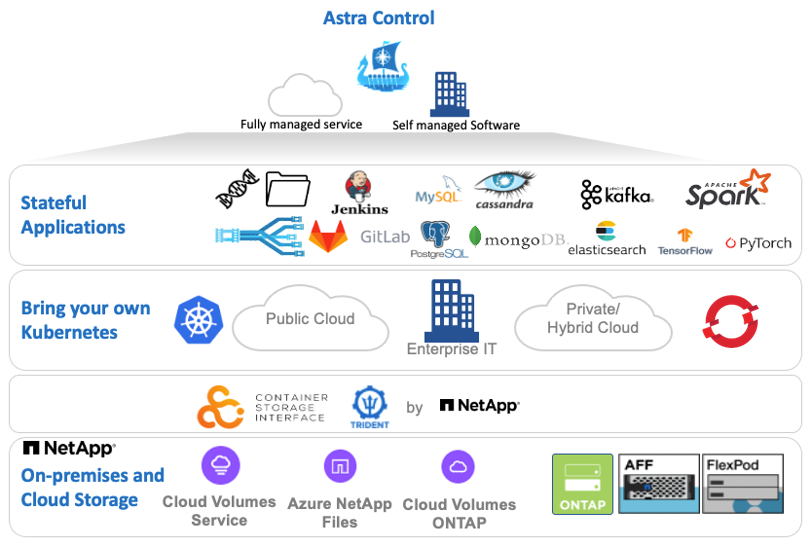 Astra Control
Fully managed service
Self managed Software
Stateful
Applications
Jenkins
MySQL
cassandra
APACHE
kafka
APACHE
Spark
GitLab
PostgreSQL
mongoDB
elasticsearch
TensorFlow
PyTorch
Bring your own
Kubernetes
Public Cloud
Enterprise IT
Private/
Hybrid Cloud
CONTAINER
STORAGE
INTERFACE
TRIDENT
by
NetApp
NetApp
On-premises and
Cloud Storage
Cloud Volumes
Service
Azure NetApp
Files
Cloud Volumes
ONTAP
ONTAP
AFF
FlexPod